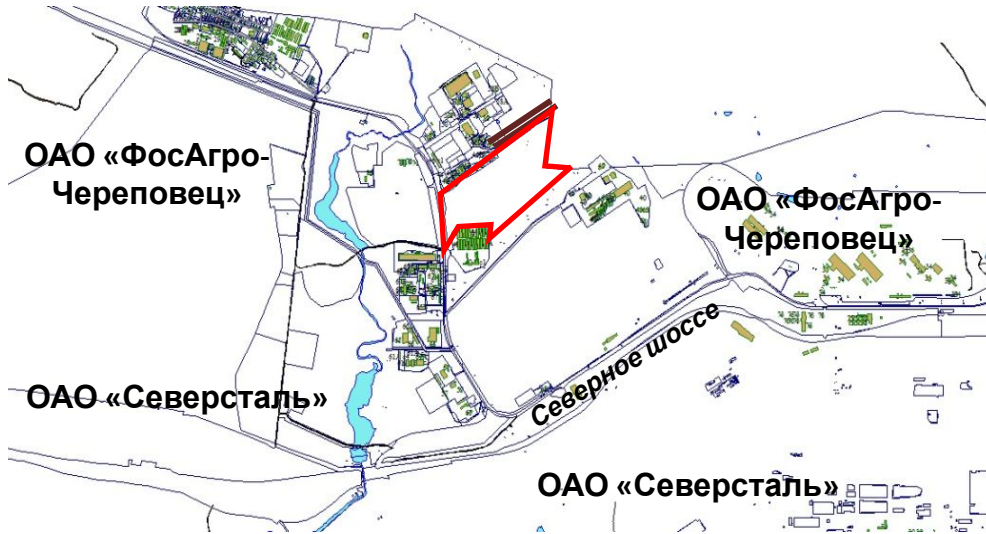 ОАО «ФосАгро-
Череповец»
ОАО «ФосАгро-
Череповец»
Северное шоссе
ОАО «Северсталь»
ОАО «Северсталь»